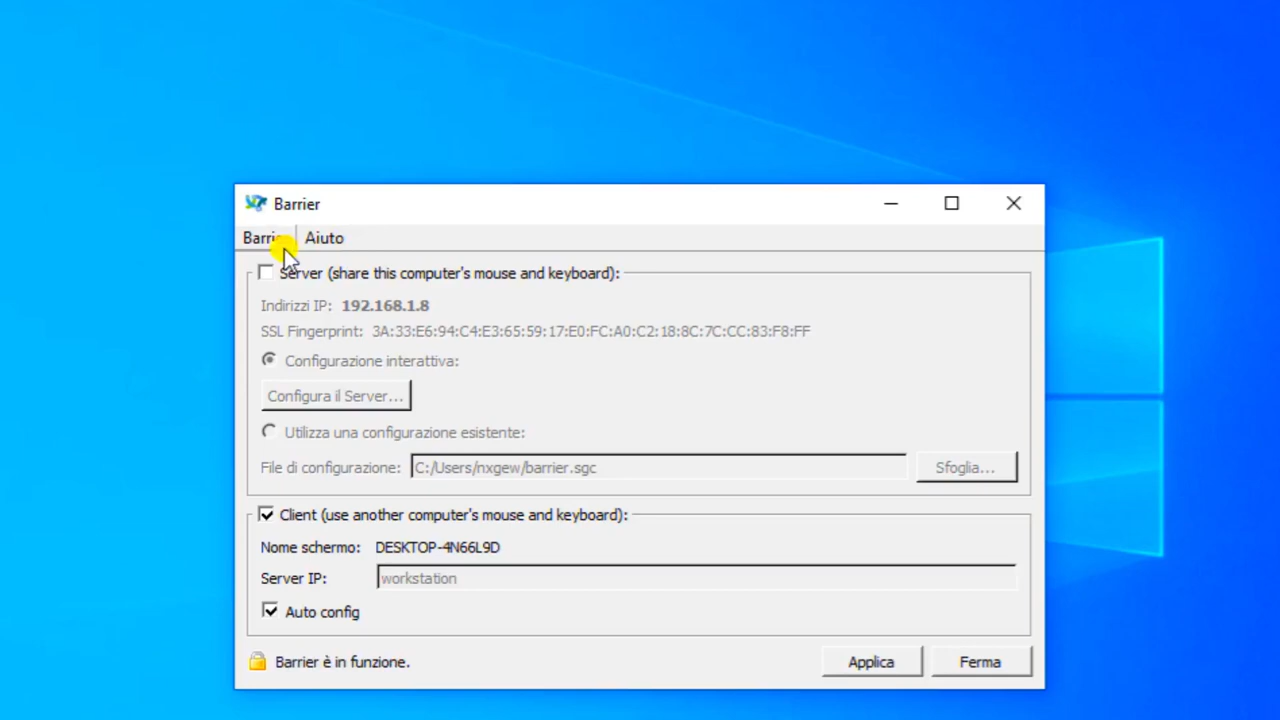 Barrier
Aiuto
Server (share this computer's mouse and keyboard):
Indirizzi IP: 192.168.1.8
SSL Fingerprint: 3A:33:E6:94:C4:E3:65:59:17:E0:FC:A0:C2:18:8C:7C:CC:83:F8:FF
Configurazione interattiva:
Configura il Server...
Utilizza una configurazione esistente:
File di configurazione: C:/Users/nxgew/barrier.sgc Sfoglia...
Client (use another computer's mouse and keyboard):
Nome schermo: DESKTOP-4N66L9D
Server IP: workstation
Auto config
Barrier è in funzione. Applica Ferma